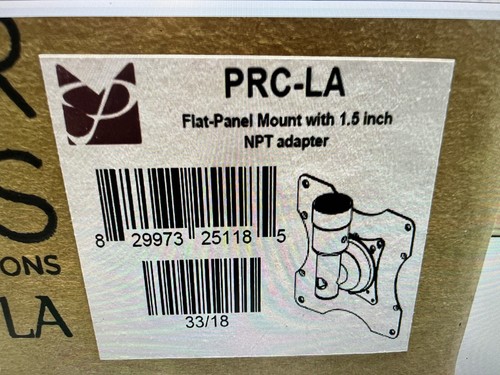 R
S
ONS
LA
PRC-LA
Flat-Panel Mount with 1.5 inch
NPT adapter
8 29973 25118 5
33/18